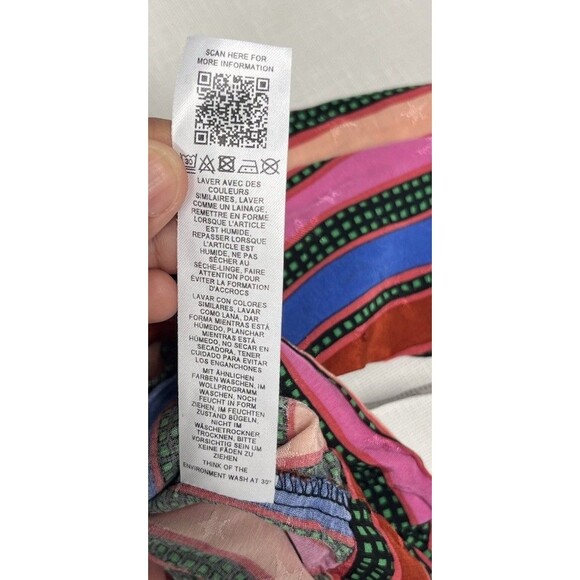 SCAN HERE FOR
MORE INFORMATION
30
LAVER AVEC DES
COULEURS
SIMILAIRES, LAVER
COMME UN LAINAGE,
REMETTRE EN FORME
LORSQUE L'ARTICLE
EST HUMIDE,
REPASSER LORSQUE
L'ARTICLE EST
HUMIDE, NE PAS
SÉCHER AU
SÈCHE-LINGE, FAIRE
ATTENTION POUR
ÉVITER LA FORMATION
D'ACCROCS
LAVAR CON COLORES
SIMILARES, LAVAR
COMO LANA, DAR
FORMA MIENTRAS ESTÁ
HÚMEDO, PLANCHAR
MIENTRAS ESTÁ
HÚMEDO, NO SECAR EN
SECADORA, TENER
CUIDADO PARA EVITAR
LOS ENGANCHONES
MIT ÄHNLICHEN
FARBEN WASCHEN, IM
WOLLPROGRAMM
WASCHEN, NOCH
FEUCHT IN FORM
ZIEHEN, IM FEUCHTEN
ZUSTAND BÜGELN,
NICHT IM
WÄSCHETROCKNER
TROCKNEN, BITTE
VORSICHTIG SEIN UM
KEINE FÄDEN ZU
ZIEHEN
THINK OF THE
ENVIRONMENT WASH AT 30°